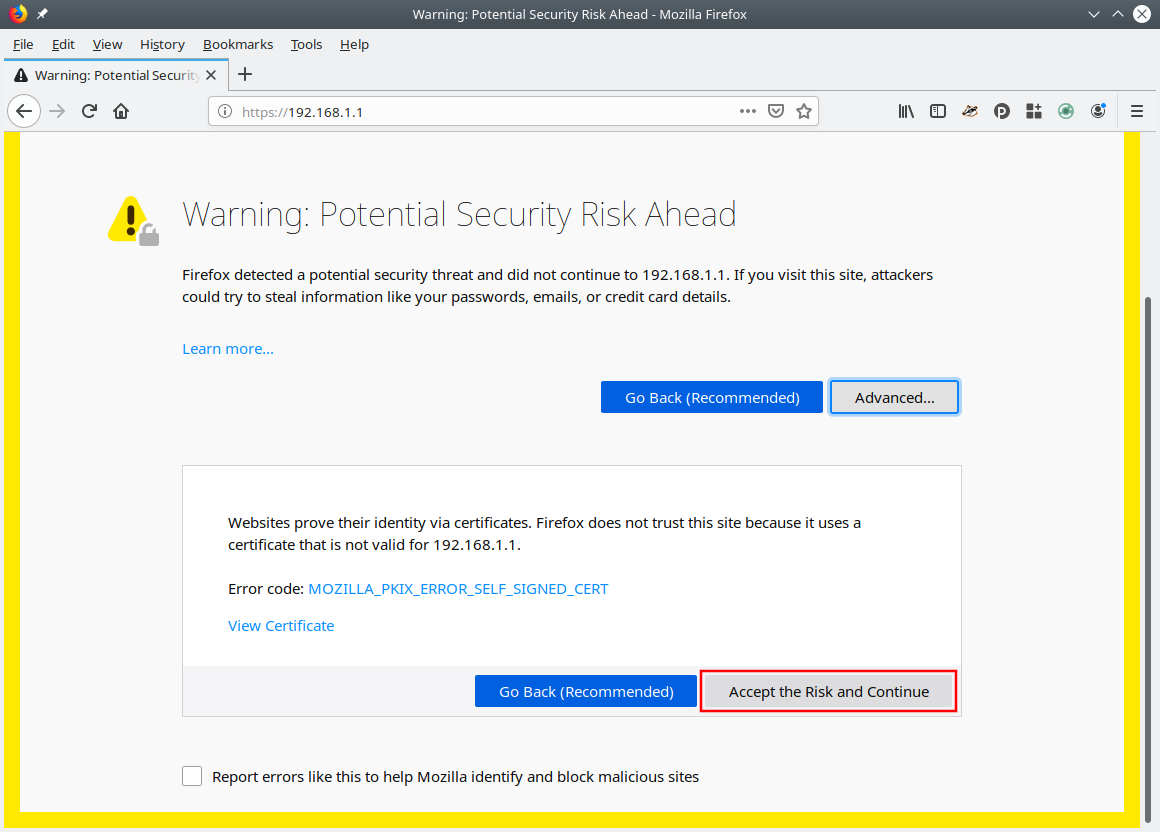 Warning: Potential Security Risk Ahead - Mozilla Firefox
File Edit View History Bookmarks Tools Help
Warning: Potential Securit
https://192.168.1.1
Warning: Potential Security Risk Ahead
Firefox detected a potential security threat and did not continue to 192.168.1.1. If you visit this site, attackers
could try to steal information like your passwords, emails, or credit card details.
Learn more...
Go Back (Recommended) Advanced...
Websites prove their identity via certificates. Firefox does not trust this site because it uses a
certificate that is not valid for 192.168.1.1.
Error code: MOZILLA_PKIX_ERROR_SELF_SIGNED_CERT
View Certificate
Go Back (Recommended) Accept the Risk and Continue
Report errors like this to help Mozilla identify and block malicious sites